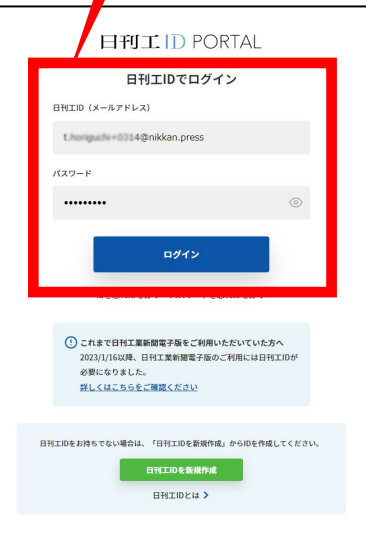 日刊工ID PORTAL
日刊工IDでログイン
日刊工ID（メールアドレス）
4@nikkan.press
パスワード
•••••••••
ログイン
! これまで日刊工業新聞電子版をご利用いただいていた方へ
2023/1/16以降、日刊工業新聞電子版のご利用には日刊工IDが
必要になりました。
詳しくはこちらをご確認ください
日刊工IDをお持ちでない場合は、「日刊工IDを新規作成」からIDを作成してください。
日刊工IDを新規作成
日刊工IDとは